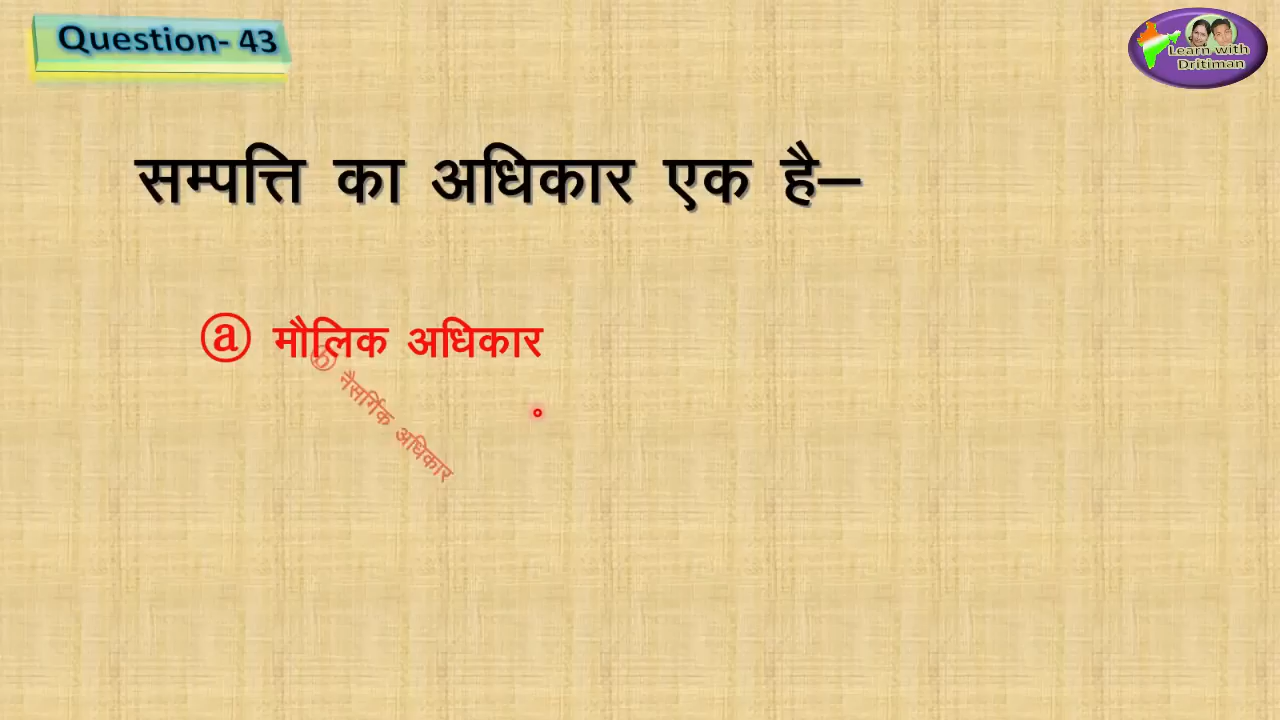 Question- 43
Learn with
Dritiman
सम्पत्ति का अधिकार एक है–
ⓐ मौलिक अधिकार
ⓑ नैसर्गिक अधिकार